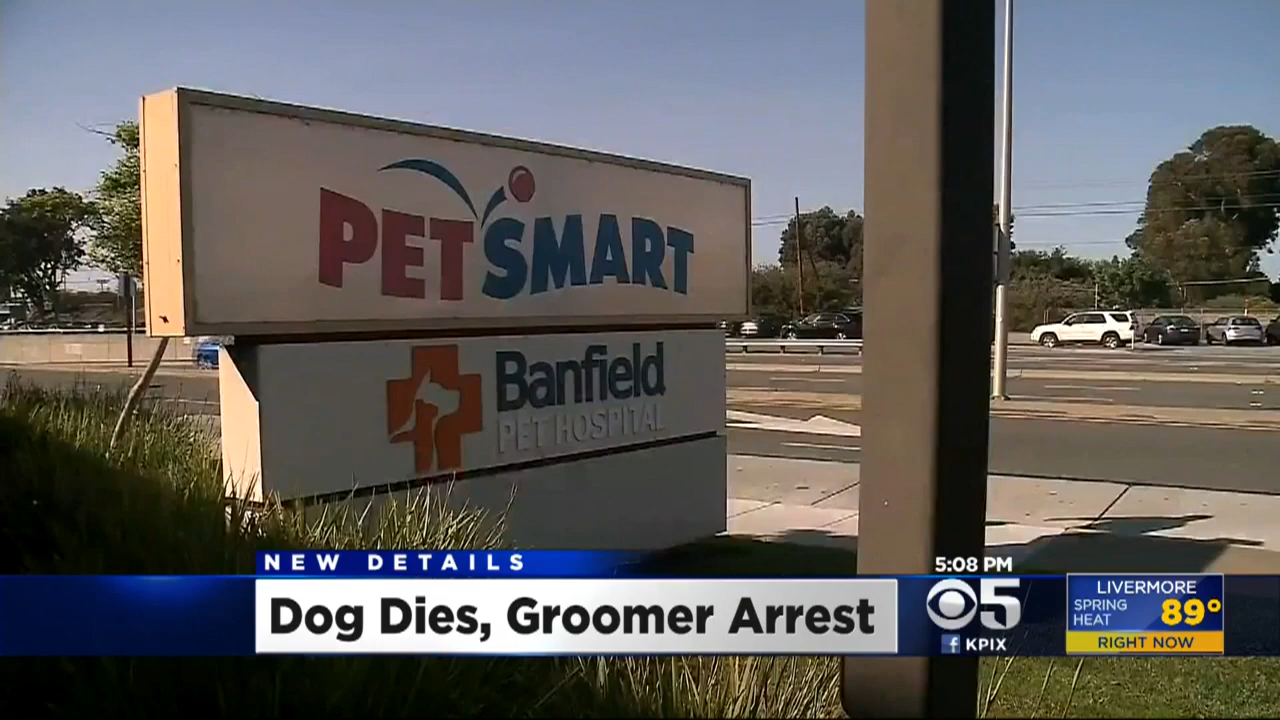 PETSMART
Banfield
PET HOSPITAL
NEW DETAILS
Dog Dies, Groomer Arrest
5:08 PM
5
f KPIX
LIVERMORE
SPRING HEAT
89°
RIGHT NOW